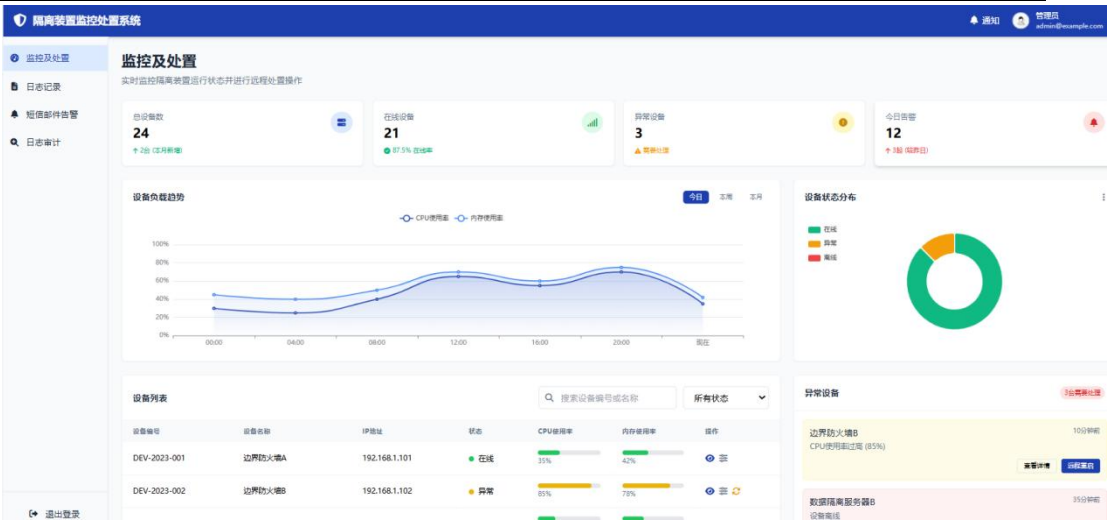 隔离装置监控处置系统
通知
管理员
admin@example.com
监控及处置
日志记录
短信邮件告警
日志审计
退出登录
监控及处置
实时监控隔离装置运行状态并进行远程处置操作
总设备数
24
2台 (本月新增)
在线设备
21
87.5% 在线率
异常设备
3
需要处理
今日告警
12
3起 (较昨日)
设备负载趋势
今日 本周 本月
CPU使用率 内存使用率
100%
80%
60%
40%
20%
0%
00:00 04:00 08:00 12:00 16:00 20:00 现在
设备状态分布
在线
异常
离线
设备列表
搜索设备编号或名称
所有状态
设备编号 设备名称 IP地址 状态 CPU使用率 内存使用率 操作
DEV-2023-001 边界防火墙A 192.168.1.101 在线 35% 42%
DEV-2023-002 边界防火墙B 192.168.1.102 异常 85% 78%
异常设备
3台需要处理
边界防火墙B
10分钟前
CPU使用率过高 (85%)
查看详情 远程重启
数据隔离服务器B
35分钟前
设备离线